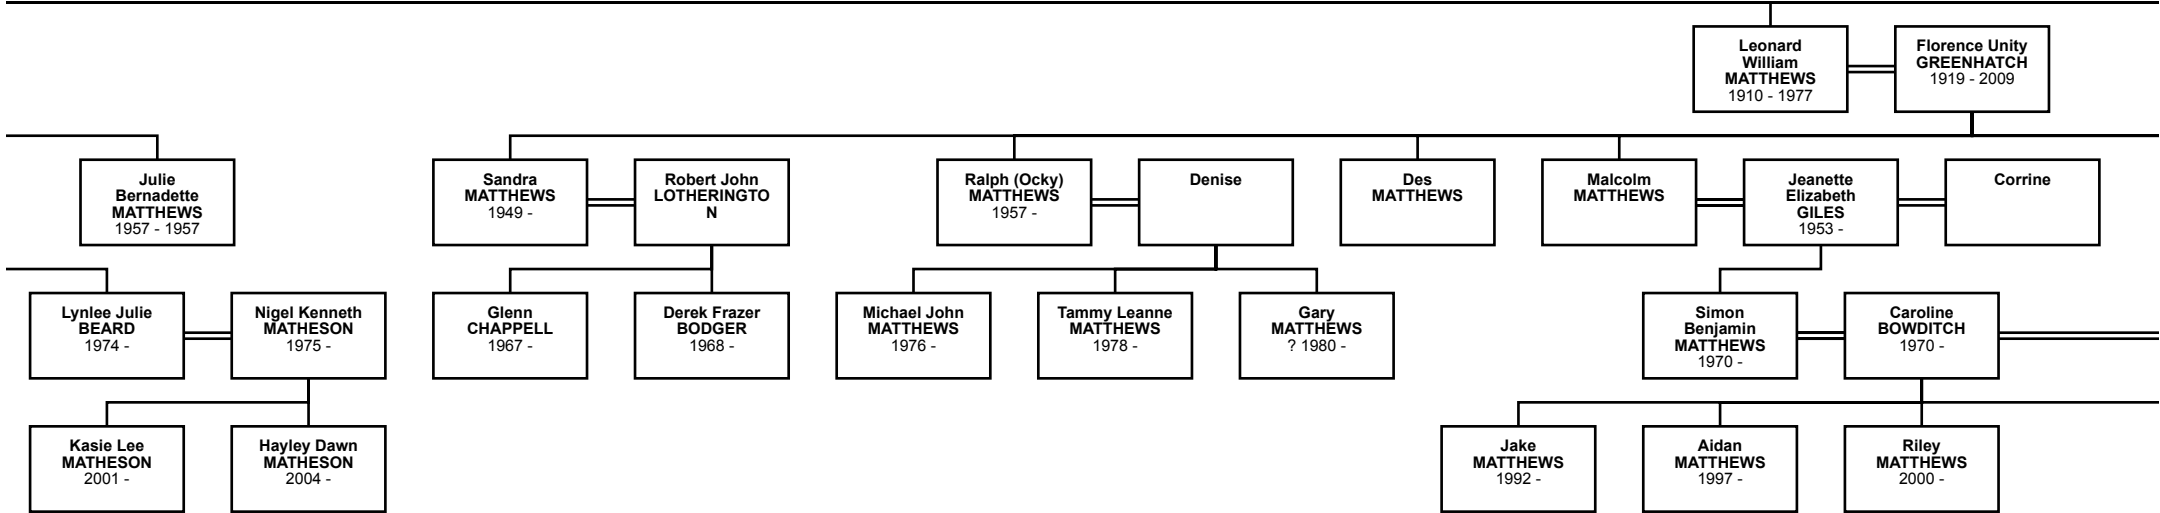 Leonard
William
MATTHEWS
1910 - 1977
Florence Unity
GREENHATCH
1919 - 2009
Julie
Bernadette
MATTHEWS
1957 - 1957
Sandra
MATTHEWS
1949 -
Robert John
LOTHERINGTO
N
Ralph (Ocky)
MATTHEWS
1957 -
Denise
Des
MATTHEWS
Malcolm
MATTHEWS
Jeanette
Elizabeth
GILES
1953 -
Corrine
Lynlee Julie
BEARD
1974 -
Nigel Kenneth
MATHESON
1975 -
Glenn
CHAPPELL
1967 -
Derek Frazer
BODGER
1968 -
Michael John
MATTHEWS
1976 -
Tammy Leanne
MATTHEWS
1978 -
Gary
MATTHEWS
? 1980 -
Simon
Benjamin
MATTHEWS
1970 -
Caroline
BOWDITCH
1970 -
Kasie Lee
MATHESON
2001 -
Hayley Dawn
MATHESON
2004 -
Jake
MATTHEWS
1992 -
Aidan
MATTHEWS
1997 -
Riley
MATTHEWS
2000 -